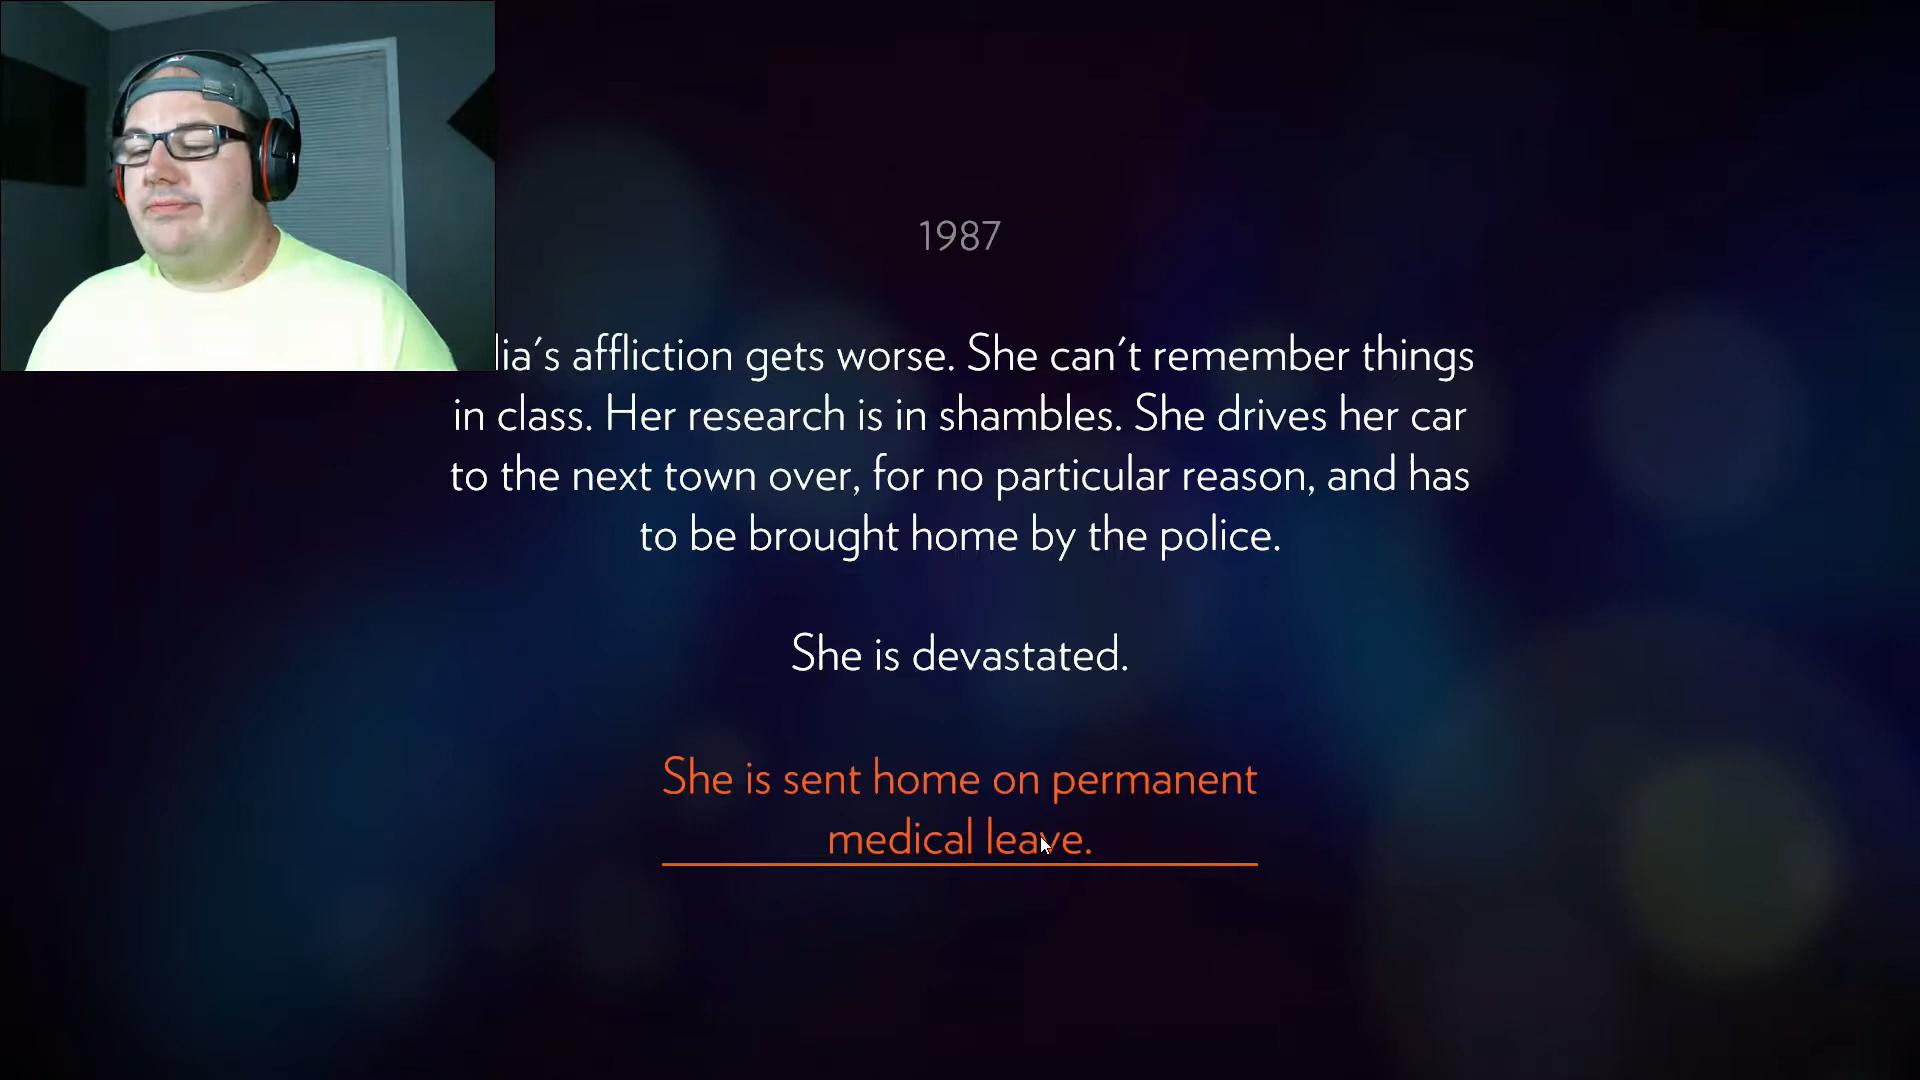 1987
affliction gets worse. She can't remember things
in class. Her research is in shambles. She drives her car
to the next town over, for no particular reason, and has
to be brought home by the police.
She is devastated.
She is sent home on permanent
medical leave.